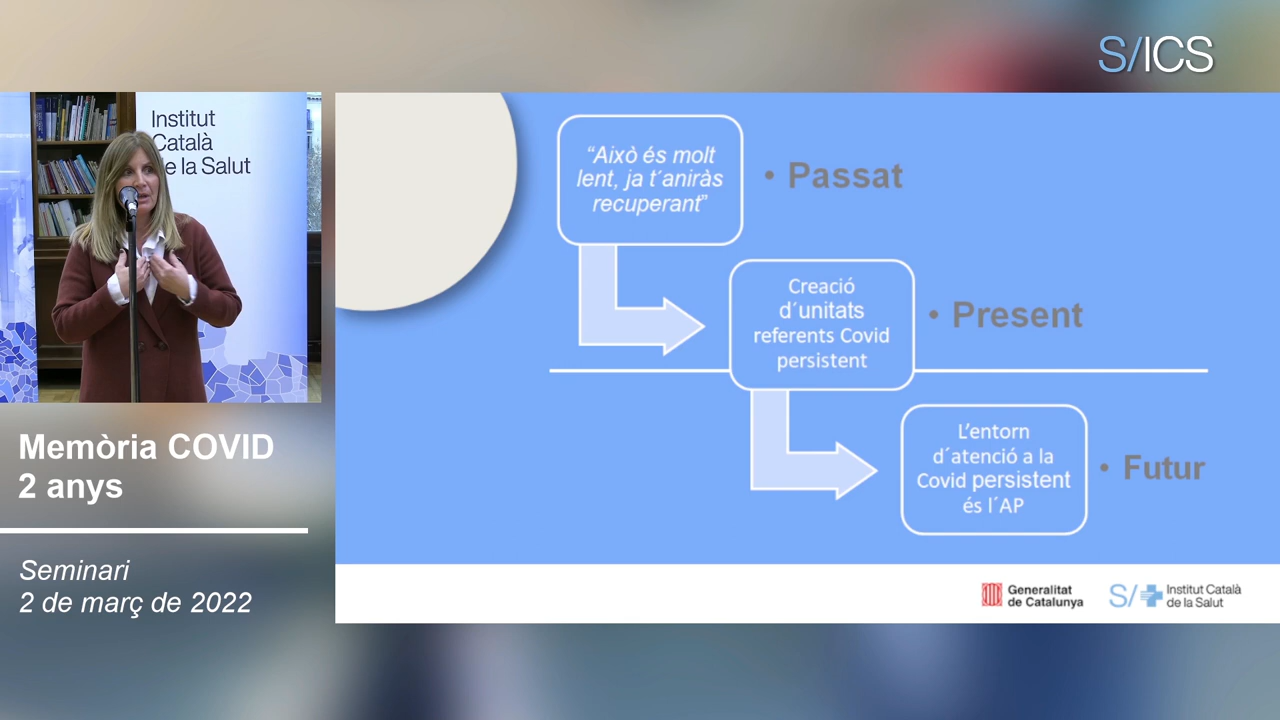 S/ICS
Institut
Català
de la Salut
“Això és molt
lent, ja t´aniràs
recuperant”
• Passat
Creació
d´unitats
referents Covid
persistent
• Present
L’entorn
d´atenció a la
Covid persistent
és l´AP
• Futur
Memòria COVID
2 anys
Seminari
2 de març de 2022
Generalitat
de Catalunya
S/ Institut Català
de la Salut